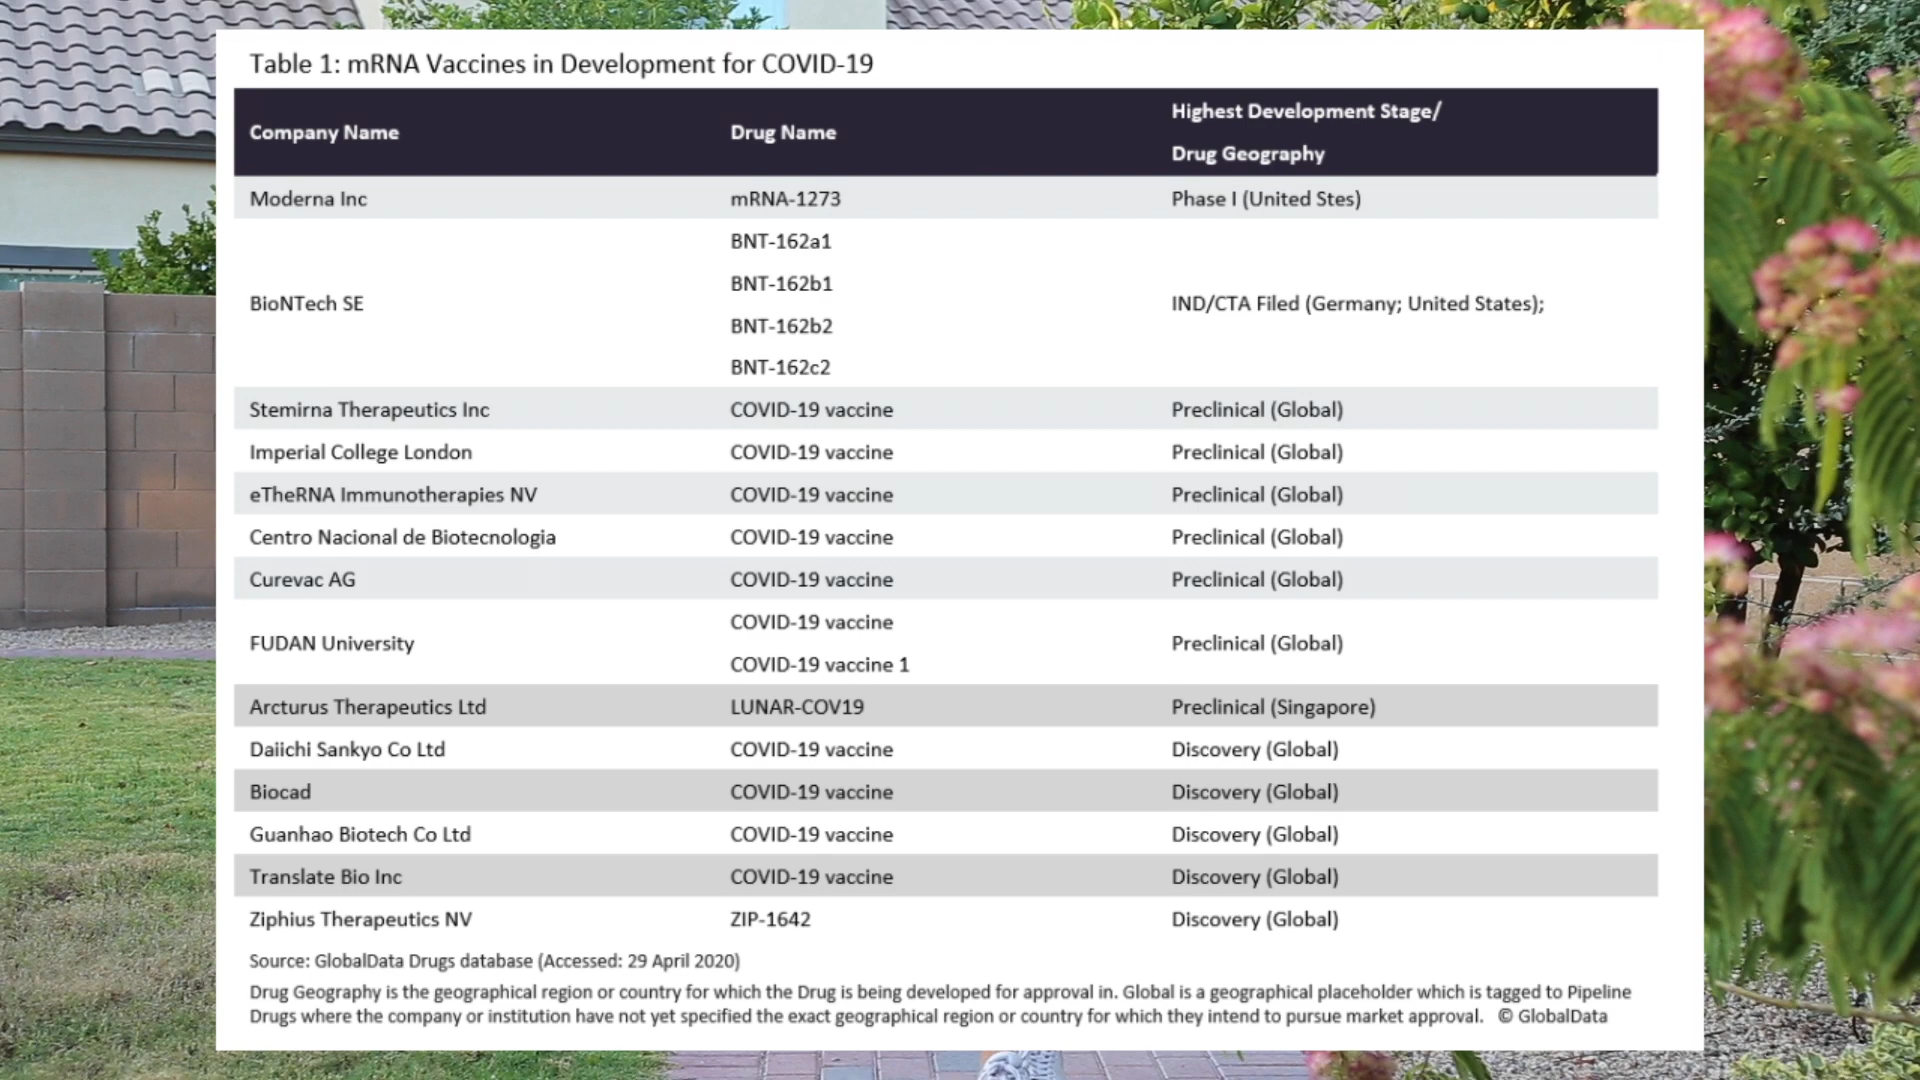 Table 1: mRNA Vaccines in Development for COVID-19
Company Name Drug Name Highest Development Stage/
Drug Geography
Moderna Inc mRNA-1273 Phase I (United Stes)
BNT-162a1
BNT-162b1
BioNTech SE IND/CTA Filed (Germany; United States);
BNT-162b2
BNT-162c2
Stemirna Therapeutics Inc COVID-19 vaccine Preclinical (Global)
Imperial College London COVID-19 vaccine Preclinical (Global)
eTheRNA Immunotherapies NV COVID-19 vaccine Preclinical (Global)
Centro Nacional de Biotecnologia COVID-19 vaccine Preclinical (Global)
Curevac AG COVID-19 vaccine Preclinical (Global)
COVID-19 vaccine
FUDAN University Preclinical (Global)
COVID-19 vaccine 1
Arcturus Therapeutics Ltd LUNAR-COV19 Preclinical (Singapore)
Daiichi Sankyo Co Ltd COVID-19 vaccine Discovery (Global)
Biocad COVID-19 vaccine Discovery (Global)
Guanhao Biotech Co Ltd COVID-19 vaccine Discovery (Global)
Translate Bio Inc COVID-19 vaccine Discovery (Global)
Ziphius Therapeutics NV ZIP-1642 Discovery (Global)
Source: GlobalData Drugs database (Accessed: 29 April 2020)
Drug Geography is the geographical region or country for which the Drug is being developed for approval in. Global is a geographical placeholder which is tagged to Pipeline
Drugs where the company or institution have not yet specified the exact geographical region or country for which they intend to pursue market approval. © GlobalData